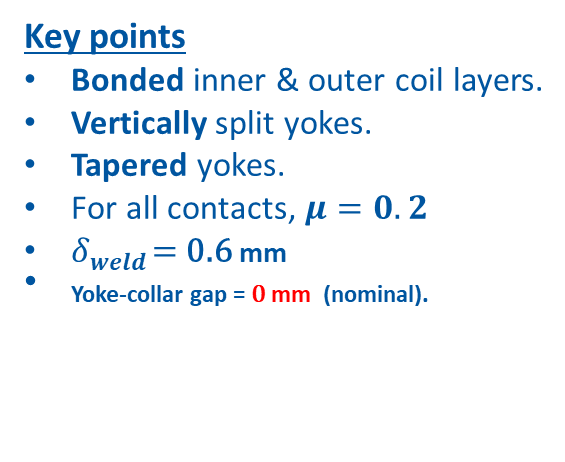 Key points
• Bonded inner & outer coil layers.
• Vertically split yokes.
• Tapered yokes.
• For all contacts, μ = 0.2
• δ_weld = 0.6 mm
• Yoke-collar gap = 0 mm (nominal).